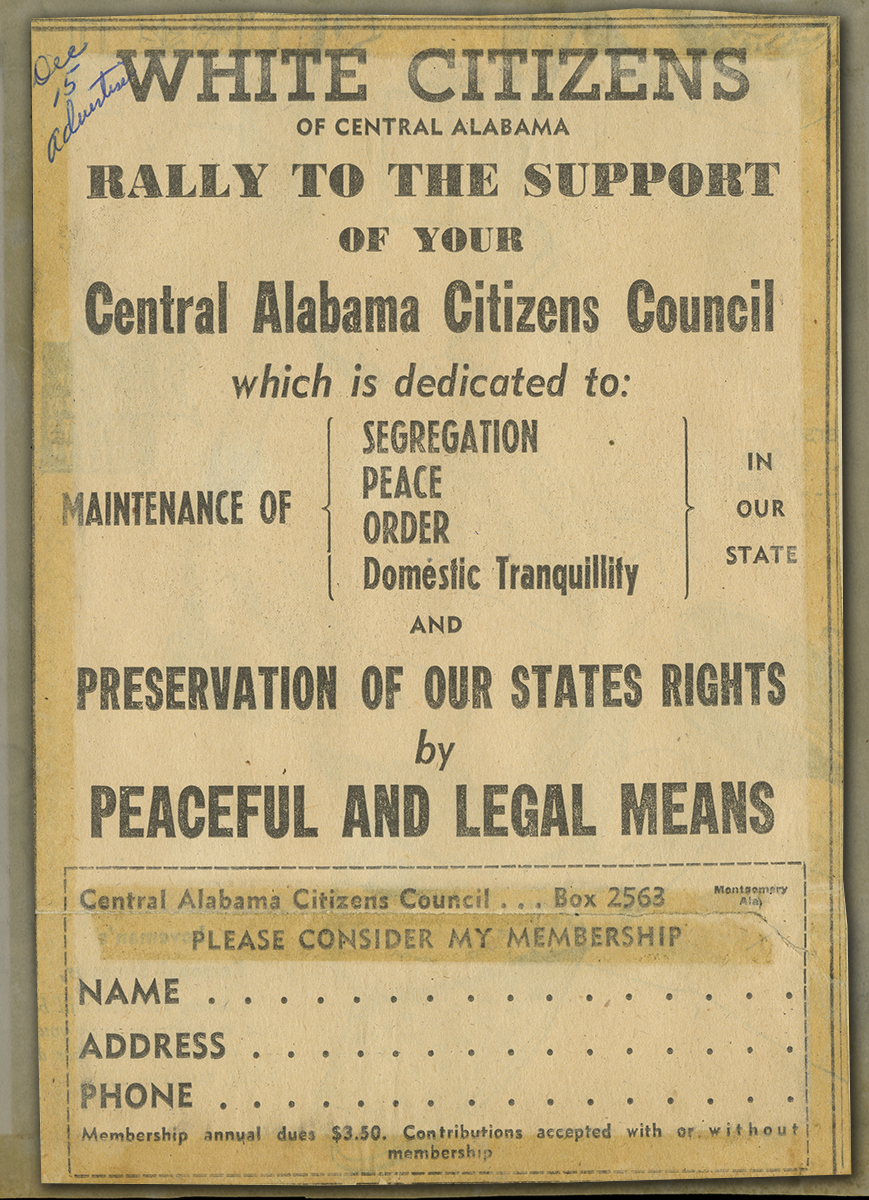 Dec
15
Advertiser
WHITE CITIZENS
OF CENTRAL ALABAMA
RALLY TO THE SUPPORT
OF YOUR
Central Alabama Citizens Council
which is dedicated to:
MAINTENANCE OF
SEGREGATION
PEACE
ORDER
Domestic Tranquillity
IN
OUR
STATE
AND
PRESERVATION OF OUR STATES RIGHTS
by
PEACEFUL AND LEGAL MEANS
Central Alabama Citizens Council . . . Box 2563 Montgomery
Ala)
PLEASE CONSIDER MY MEMBERSHIP
NAME . . . . . . . . . . . . . . . . .
ADDRESS . . . . . . . . . . . . . . . .
PHONE . . . . . . . . . . . . . . . . .
Membership annual dues $3.50. Contributions accepted with or without
membership